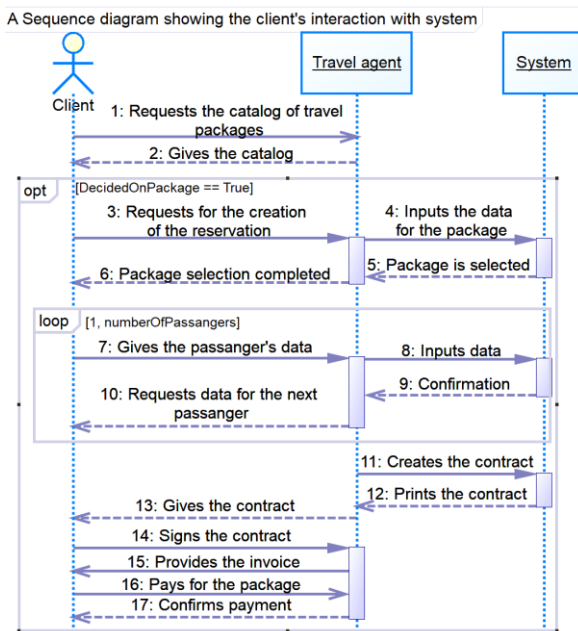 A Sequence diagram showing the client's interaction with system
Client
Travel agent
System
1: Requests the catalog of travel
packages
2: Gives the catalog
opt
[DecidedOnPackage == True]
3: Requests for the creation
of the reservation
4: Inputs the data
for the package
5: Package is selected
6: Package selection completed
loop
[1, numberOfPassangers]
7: Gives the passanger's data
8: Inputs data
9: Confirmation
10: Requests data for the next
passanger
11: Creates the contract
12: Prints the contract
13: Gives the contract
14: Signs the contract
15: Provides the invoice
16: Pays for the package
17: Confirms payment